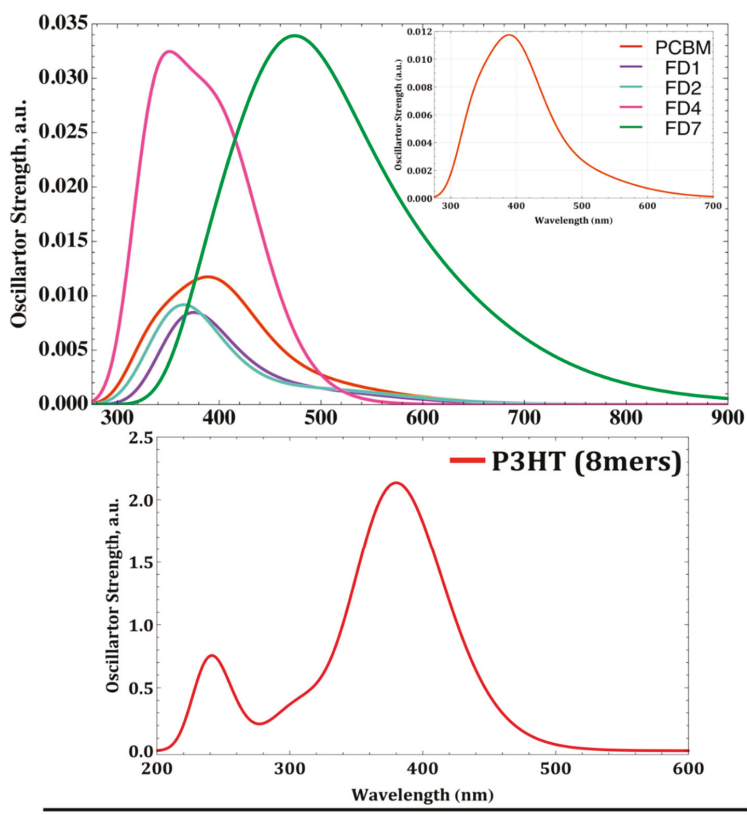 0.035
0.030
0.025
0.020
0.015
0.010
0.005
0.000
Oscillartor Strength, a.u.
300 400 500 600 700 800 900
0.012
0.010
0.008
0.006
0.004
0.002
0.000
Oscillartor Strength (a.u.)
300 400 500 600 700
Wavelength (nm)
PCBM
FD1
FD2
FD4
FD7
2.5
2.0
1.5
1.0
0.5
0.0
Oscillartor Strength, a.u.
P3HT (8mers)
200 300 400 500 600
Wavelength (nm)